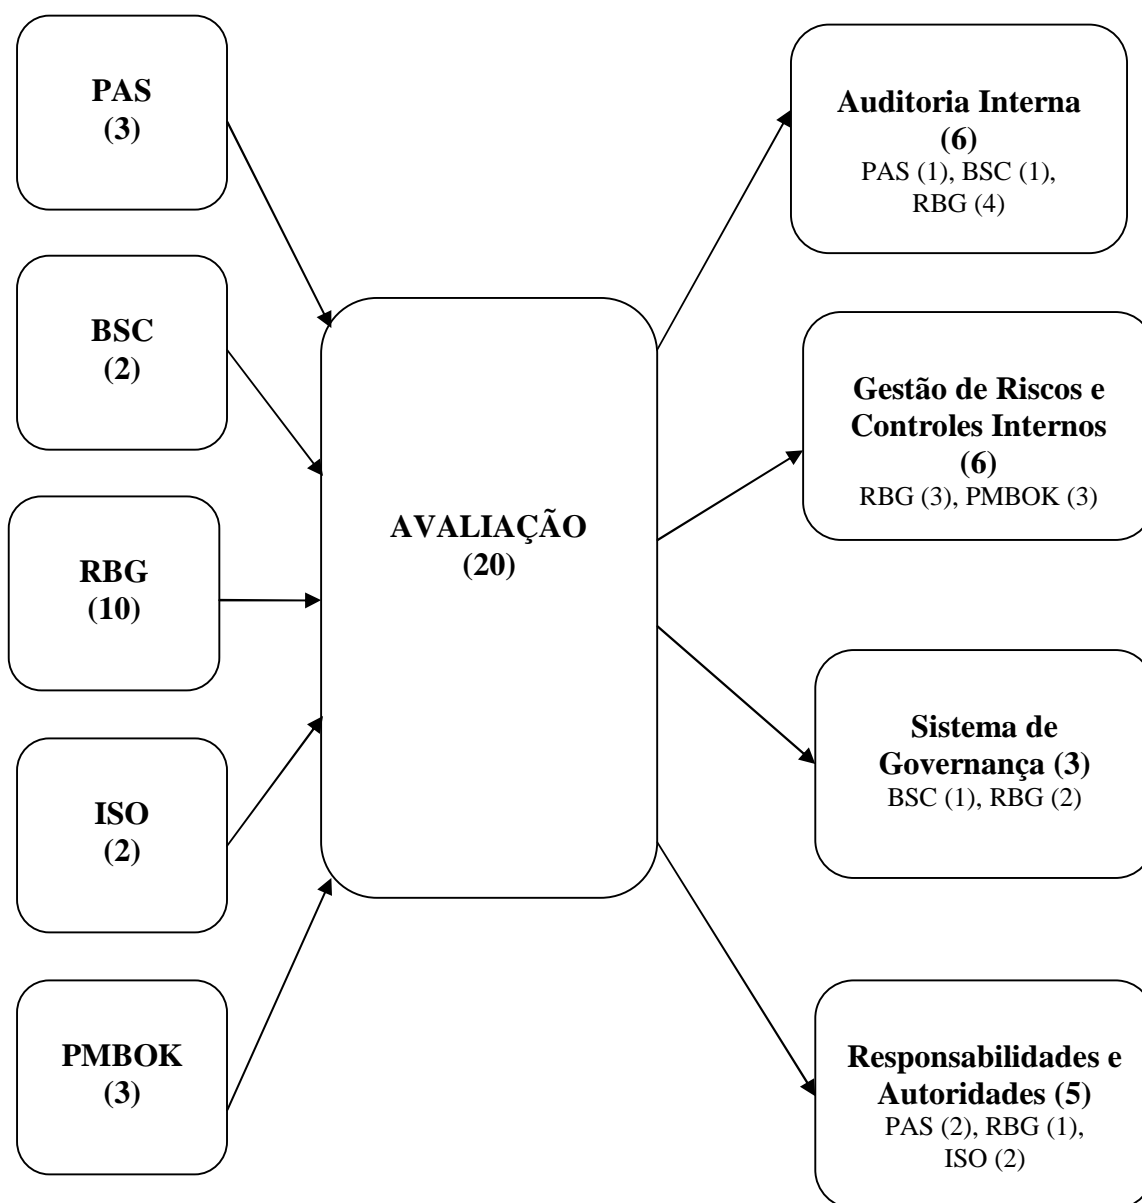 PAS
(3)
BSC
(2)
RBG
(10)
ISO
(2)
PMBOK
(3)
AVALIAÇÃO
(20)
Auditoria Interna
(6)
PAS (1), BSC (1),
RBG (4)
Gestão de Riscos e
Controles Internos
(6)
RBG (3), PMBOK (3)
Sistema de
Governança (3)
BSC (1), RBG (2)
Responsabilidades e
Autoridades (5)
PAS (2), RBG (1),
ISO (2)